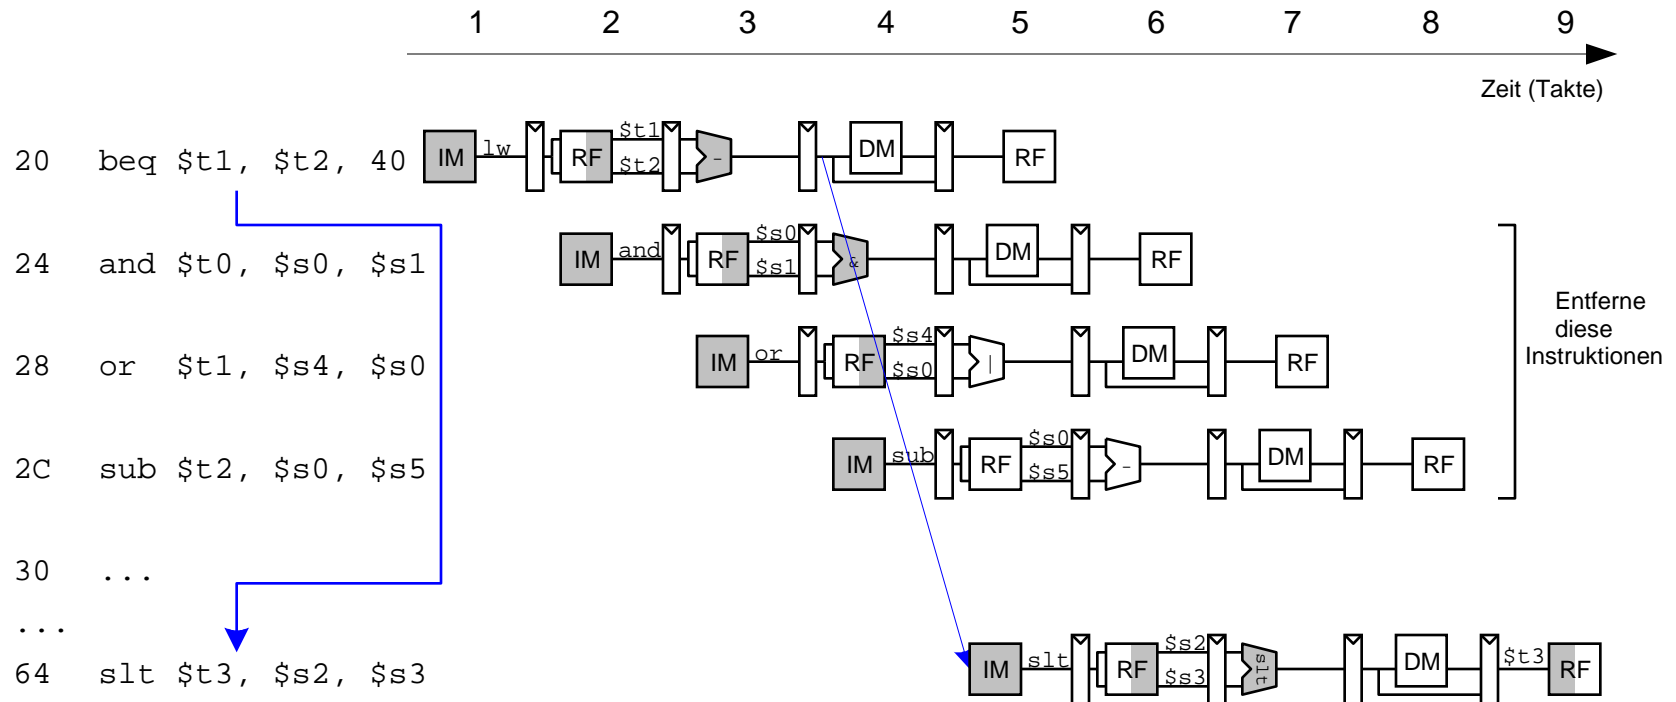 1 2 3 4 5 6 7 8 9
Zeit (Takte)
20 beq $t1, $t2, 40 IM lw RF $t1 $t2 - DM RF
24 and $t0, $s0, $s1 IM and RF $s0 $s1 & DM RF
28 or $t1, $s4, $s0 IM or RF $s4 $s0 | DM RF
Entferne
diese
Instruktionen
2C sub $t2, $s0, $s5 IM sub RF $s0 $s5 - DM RF
30 ...
...
64 slt $t3, $s2, $s3 IM slt RF $s2 $s3 slt DM $t3 RF